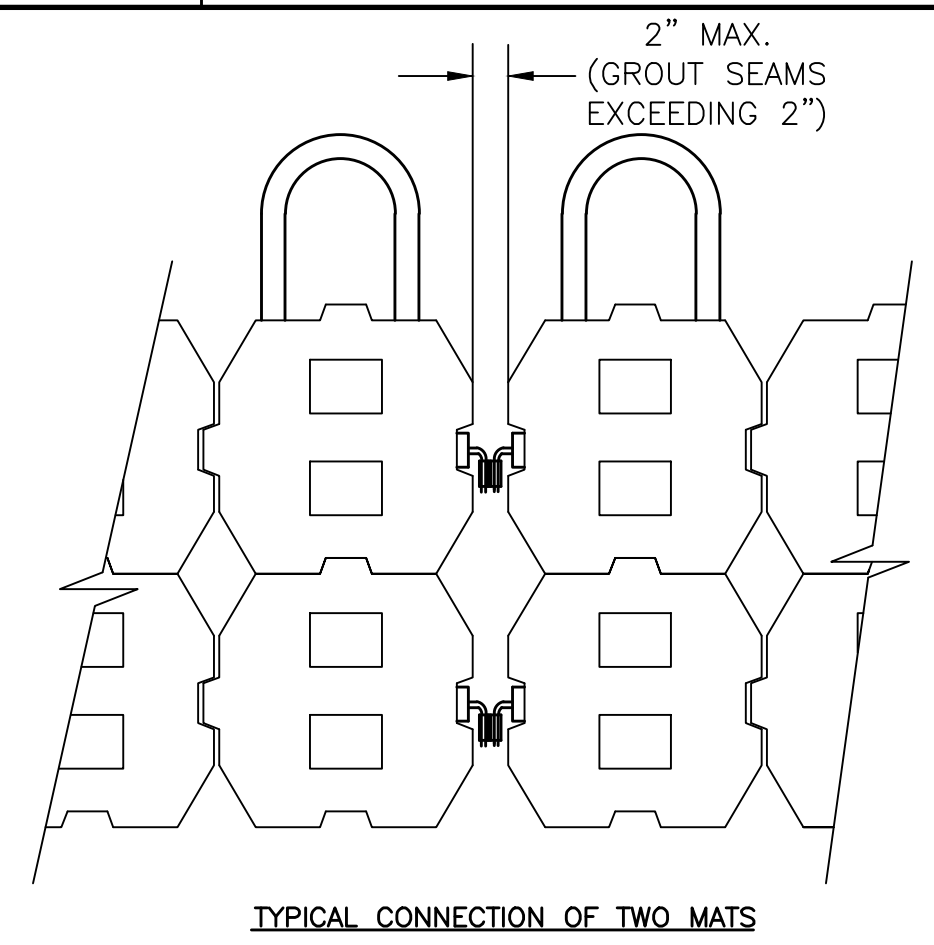 2” MAX.
(GROUT SEAMS
EXCEEDING 2”)
TYPICAL CONNECTION OF TWO MATS